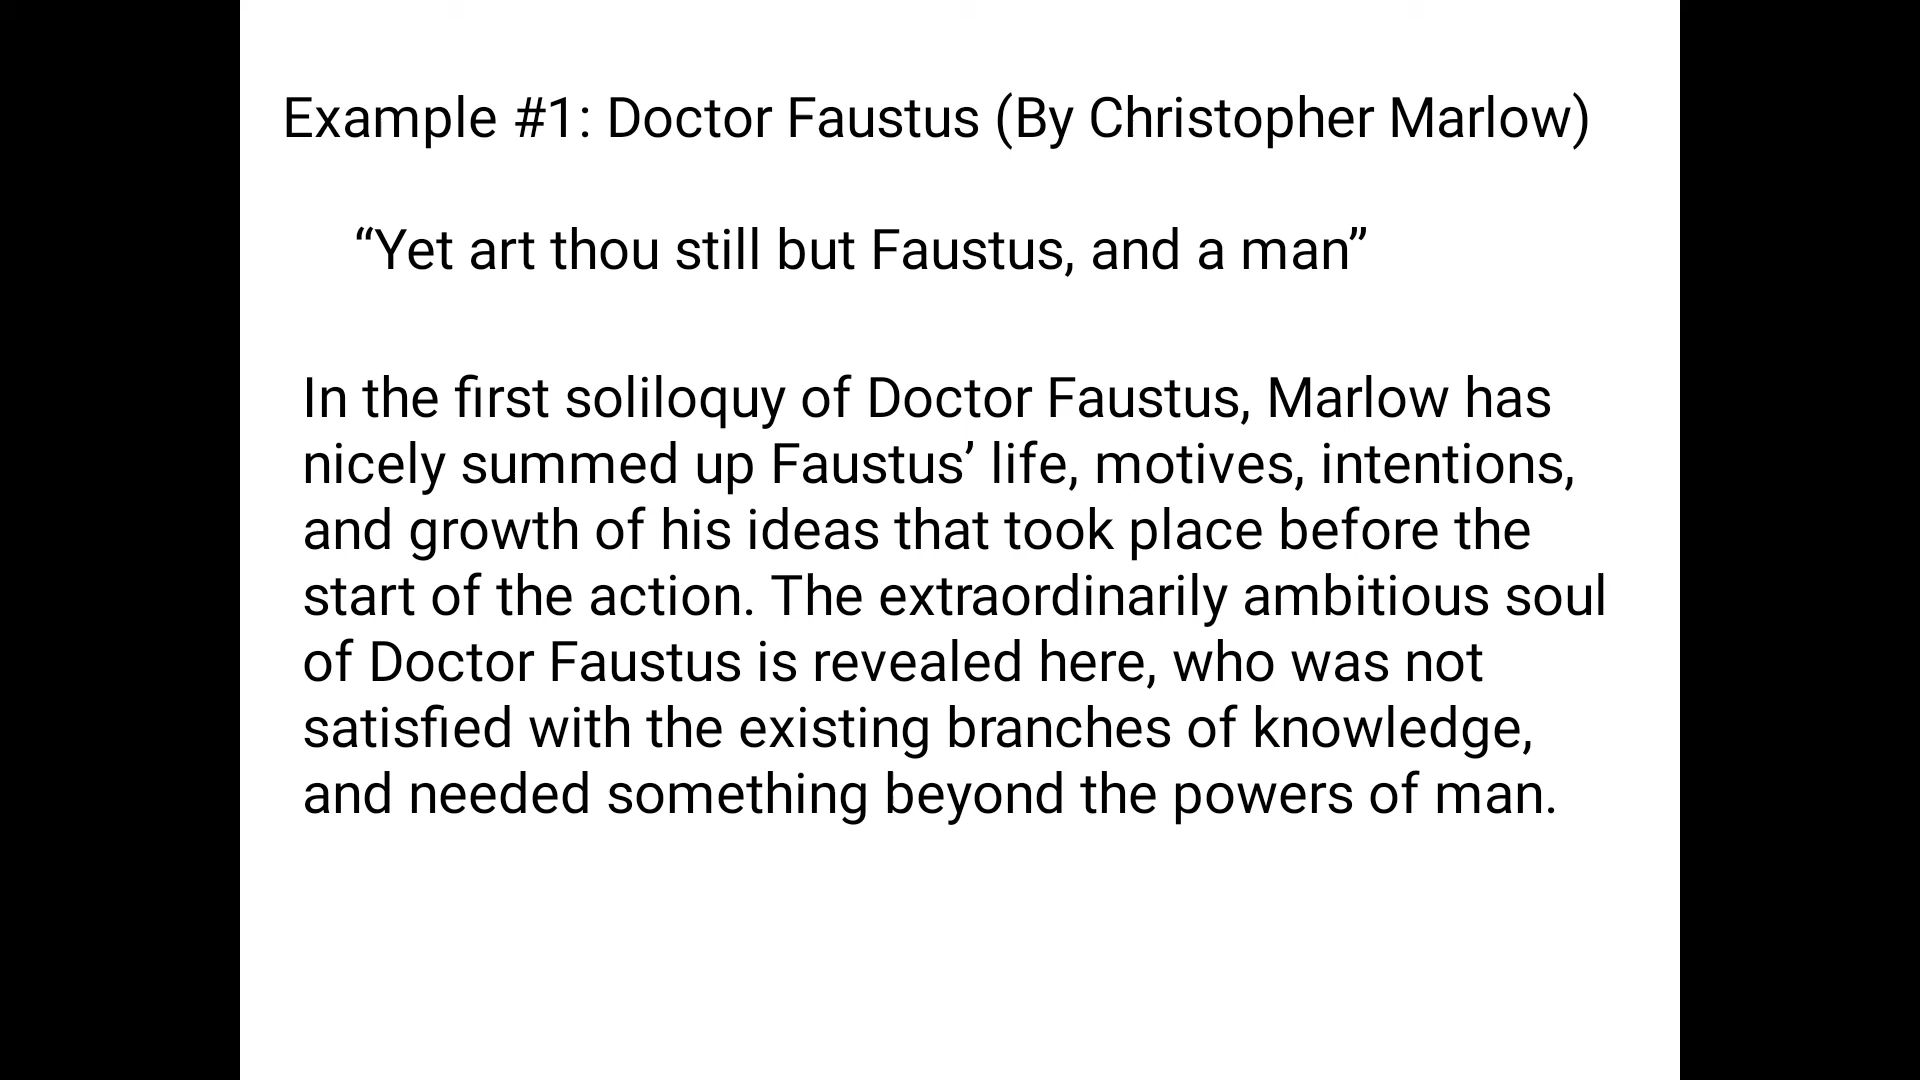 Example #1: Doctor Faustus (By Christopher Marlow)
“Yet art thou still but Faustus, and a man”
In the first soliloquy of Doctor Faustus, Marlow has
nicely summed up Faustus’ life, motives, intentions,
and growth of his ideas that took place before the
start of the action. The extraordinarily ambitious soul
of Doctor Faustus is revealed here, who was not
satisfied with the existing branches of knowledge,
and needed something beyond the powers of man.